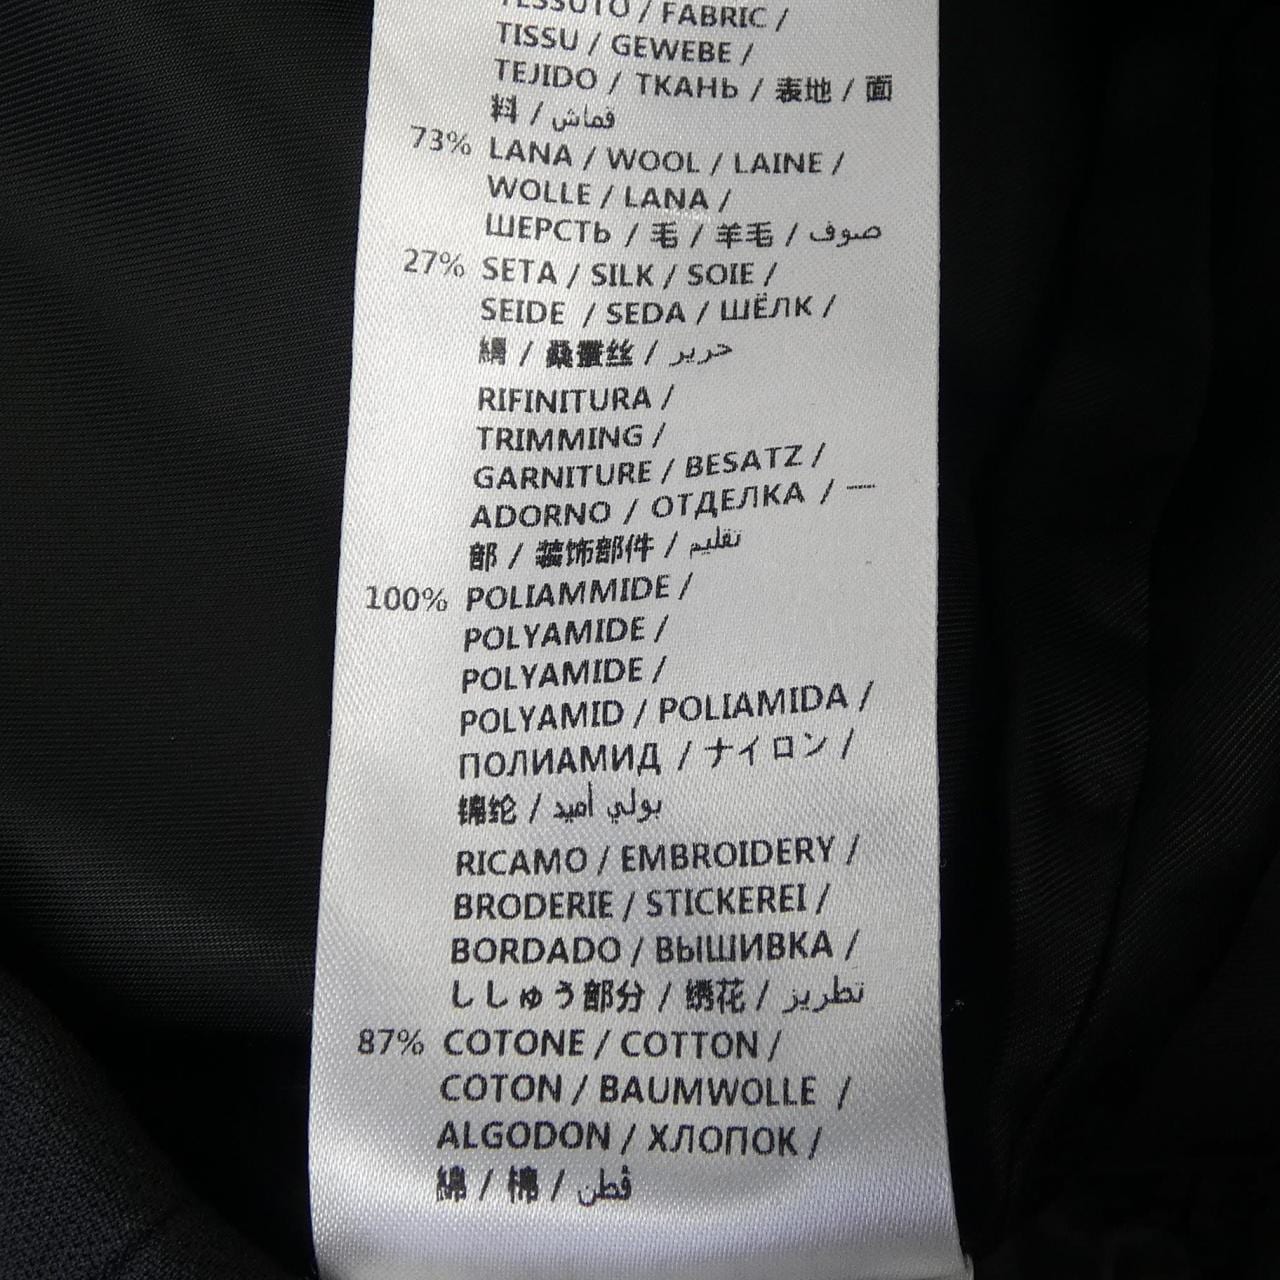 TESSUTO / FABRIC /
TISSU / GEWEBE /
TEJIDO / ТКАНЬ / 表地 / 面
料 / قماش
73% LANA / WOOL / LAINE /
WOLLE / LANA /
ШЕРСТЬ / 毛 / 羊毛 / صوف
27% SETA / SILK / SOIE /
SEIDE / SEDA / ШЁЛК /
絹 / 桑蚕丝 / حرير
RIFINITURA /
TRIMMING /
GARNITURE / BESATZ /
ADORNO / ОТДЕЛКА / 一
部 / 装饰部件 / تقليم
100% POLIAMMIDE /
POLYAMIDE /
POLYAMIDE /
POLYAMID / POLIAMIDA /
ПОЛИАМИД / ナイロン /
锦纶 / بولي أميد
RICAMO / EMBROIDERY /
BRODERIE / STICKEREI /
BORDADO / ВЫШИВКА /
ししゅう部分 / 绣花 / تطريز
87% COTONE / COTTON /
COTON / BAUMWOLLE /
ALGODON / ХЛОПОК /
綿 / 棉 / قطن